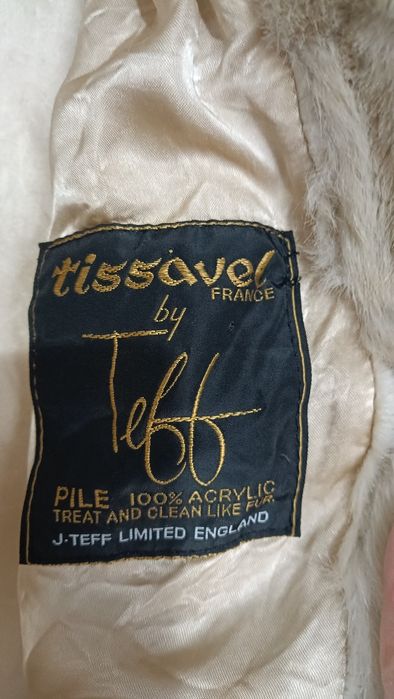 tissavel
FRANCE
by
Teff
PILE 100% ACRYLIC
TREAT AND CLEAN LIKE FUR.
J·TEFF LIMITED ENGLAND